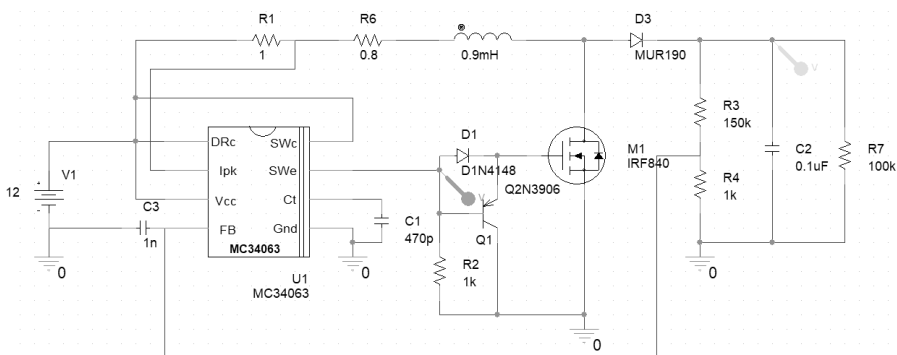 R1
1
R6
0.8
0.9mH
D3
MUR190
V
R3
150k
R4
1k
C2
0.1uF
R7
100k
M1
IRF840
D1
D1N4148
V
Q2N3906
Q1
DRc
SWc
Ipk
SWe
Vcc
Ct
FB
Gnd
MC34063
U1
MC34063
12
V1
+
-
C3
1n
C1
470p
R2
1k
0
0
0
0